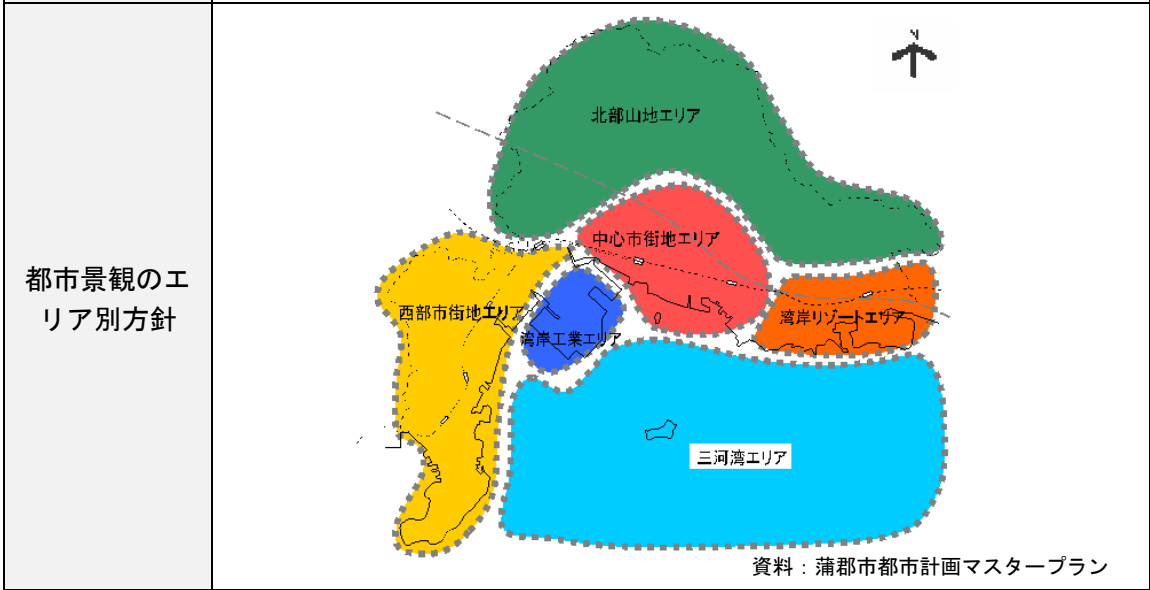 都市景観のエ
リア別方針
N
北部山地エリア
中心市街地エリア
西部市街地エリア
湾岸工業エリア
湾岸リゾートエリア
三河湾エリア
資料：蒲郡市都市計画マスタープラン